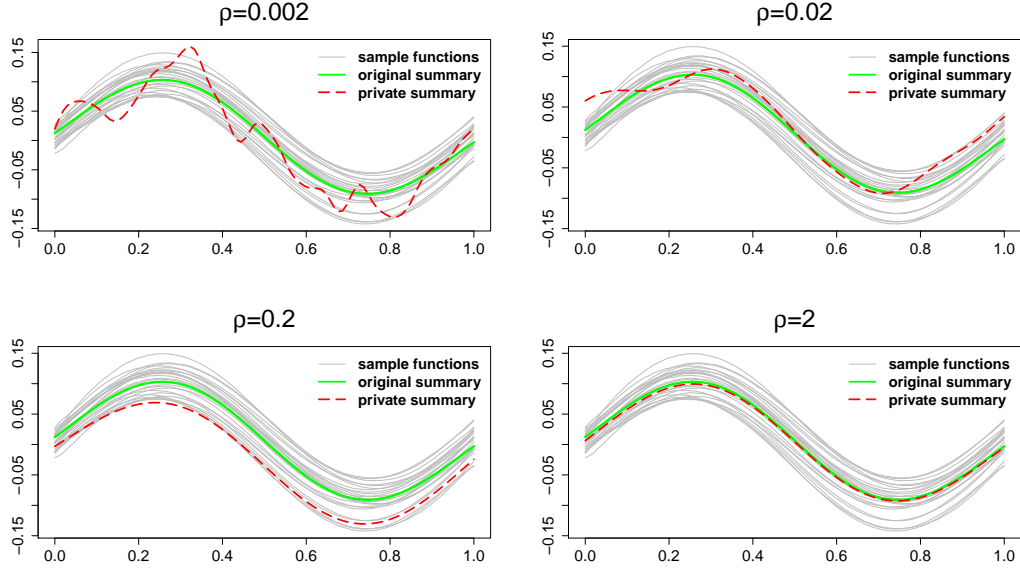 ρ=0.002
0.15
0.05
−0.05
−0.15
sample functions
original summary
private summary
0.0 0.2 0.4 0.6 0.8 1.0
ρ=0.02
0.15
0.05
−0.05
−0.15
sample functions
original summary
private summary
0.0 0.2 0.4 0.6 0.8 1.0
ρ=0.2
0.15
0.05
−0.05
−0.15
sample functions
original summary
private summary
0.0 0.2 0.4 0.6 0.8 1.0
ρ=2
0.15
0.05
−0.05
−0.15
sample functions
original summary
private summary
0.0 0.2 0.4 0.6 0.8 1.0